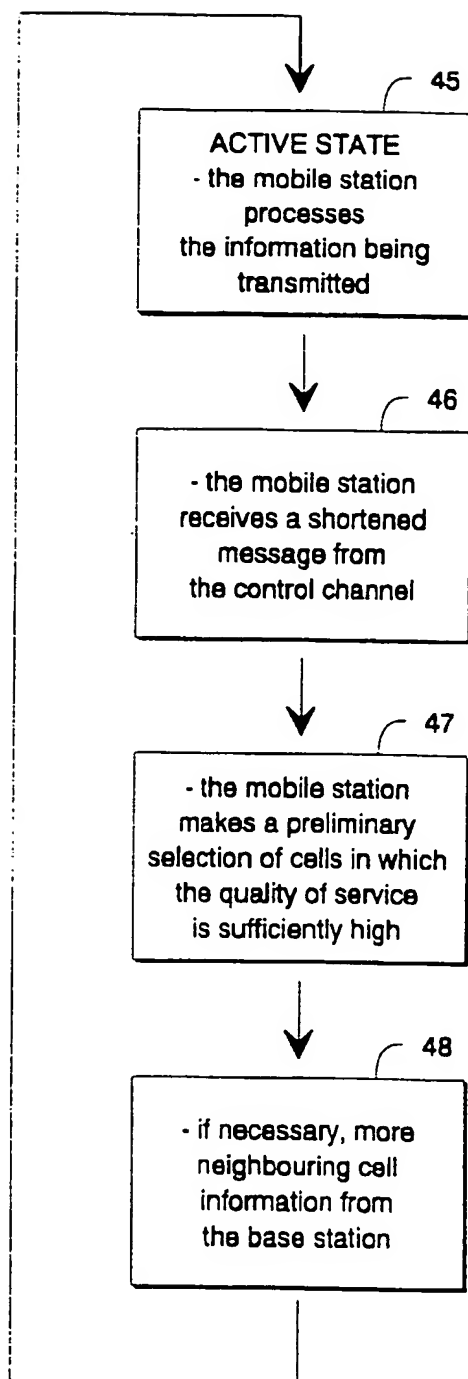 45
ACTIVE STATE
- the mobile station
processes
the information being
transmitted
46
- the mobile station
receives a shortened
message from
the control channel
47
- the mobile station
makes a preliminary
selection of cells in which
the quality of service
is sufficiently high
48
- if necessary, more
neighbouring cell
information from
the base station